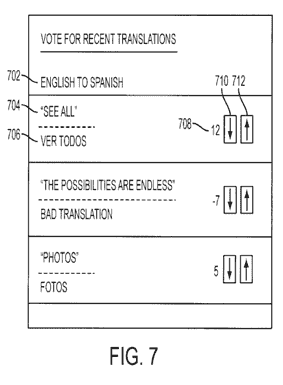 VOTE FOR RECENT TRANSLATIONS
702
ENGLISH TO SPANISH
710 712
704
"SEE ALL"
708 12
706
VER TODOS
"THE POSSIBILITIES ARE ENDLESS"
-7
BAD TRANSLATION
"PHOTOS"
5
FOTOS
FIG. 7